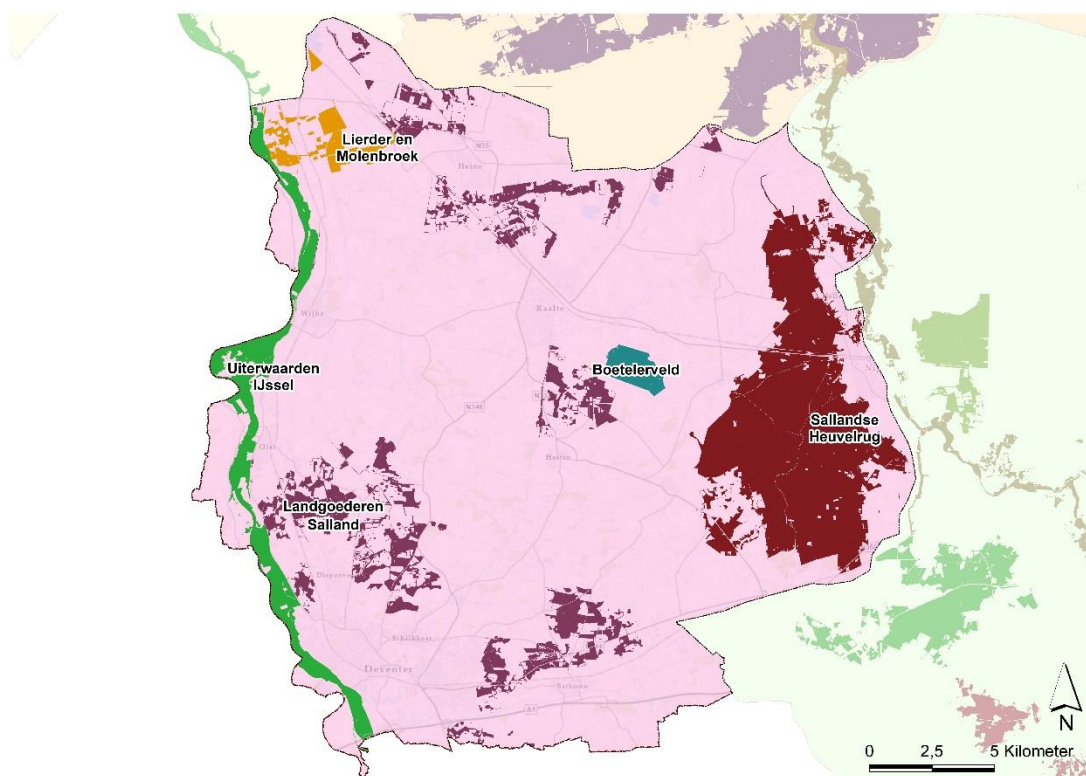 Lierder en
Molenbroek
N35
Heino
Wijhe
Raalte
Boetelerveld
Uiterwaarden
IJssel
N348
Sallandse
Heuvelrug
Olst
Heeten
Landgoederen
Salland
Schalkhaar
Deventer
Bathmen
A1
N
0 2,5 5 Kilometer